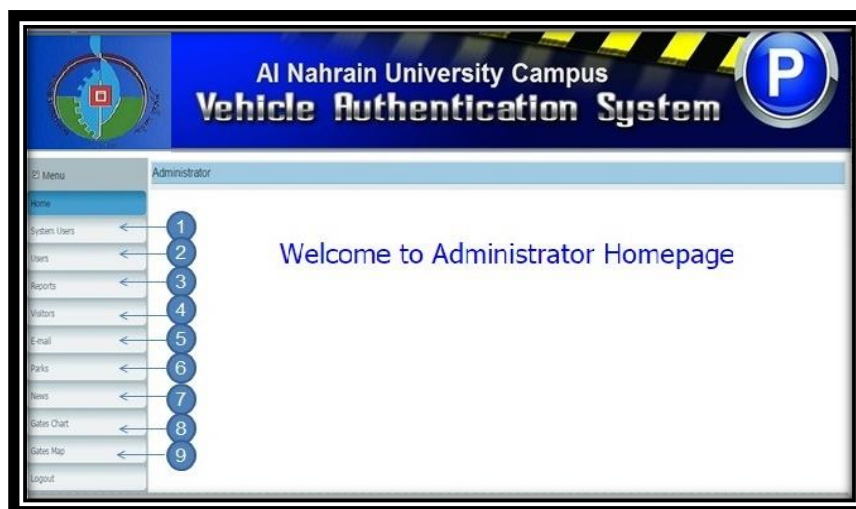 Al Nahrain University Campus
Vehicle Authentication System
P
Menu
Administrator
Home
System Users
1
Users
2
Reports
3
Visitors
4
E-mail
5
Parks
6
News
7
Gates Chart
8
Gates Map
9
Logout
Welcome to Administrator Homepage